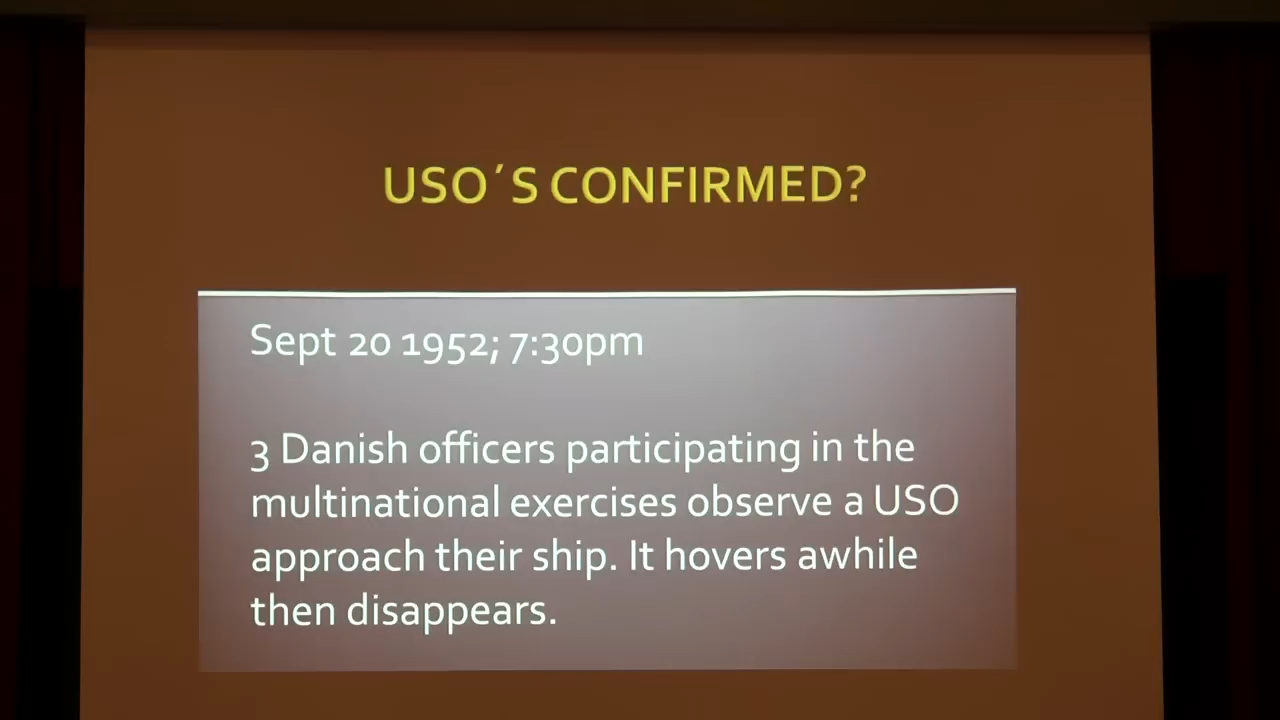 USO´S CONFIRMED?
Sept 20 1952; 7:30pm
3 Danish officers participating in the
multinational exercises observe a USO
approach their ship. It hovers awhile
then disappears.